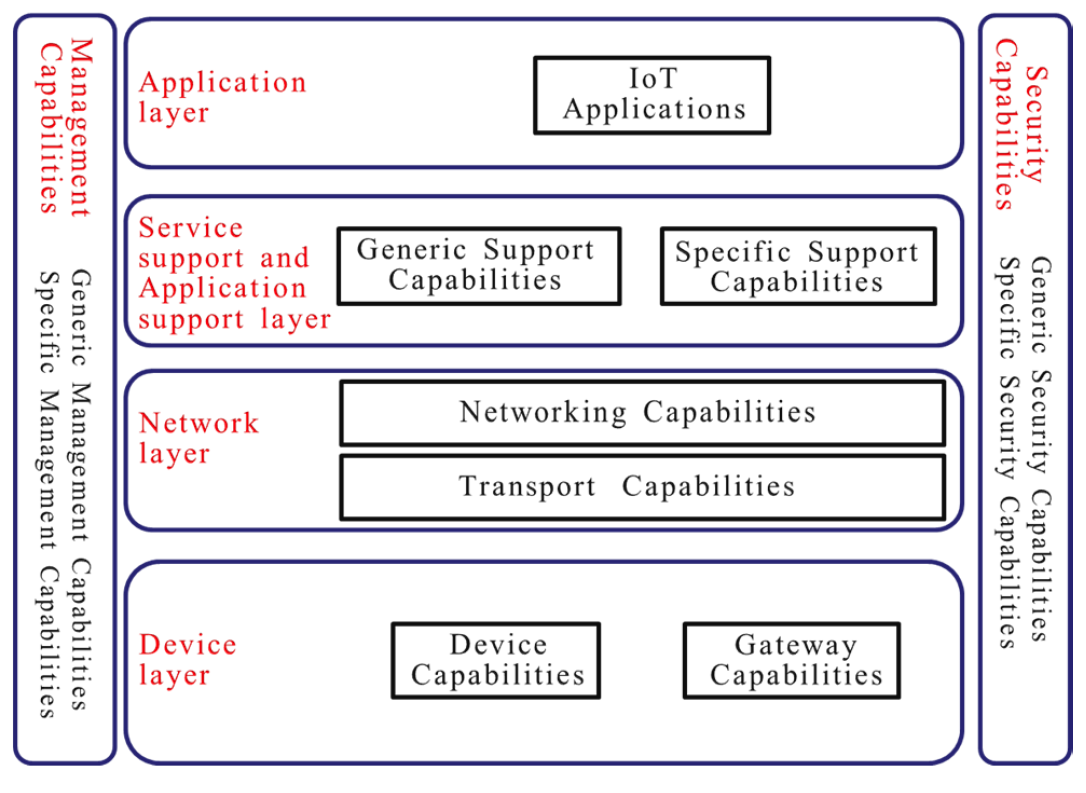 Management
Capabilities
Generic Management Capabilities
Specific Management Capabilities
Application
layer
IoT
Applications
Service
support and
Application
support layer
Generic Support
Capabilities
Specific Support
Capabilities
Network
layer
Networking Capabilities
Transport Capabilities
Device
layer
Device
Capabilities
Gateway
Capabilities
Security
Capabilities
Generic Security Capabilities
Specific Security Capabilities